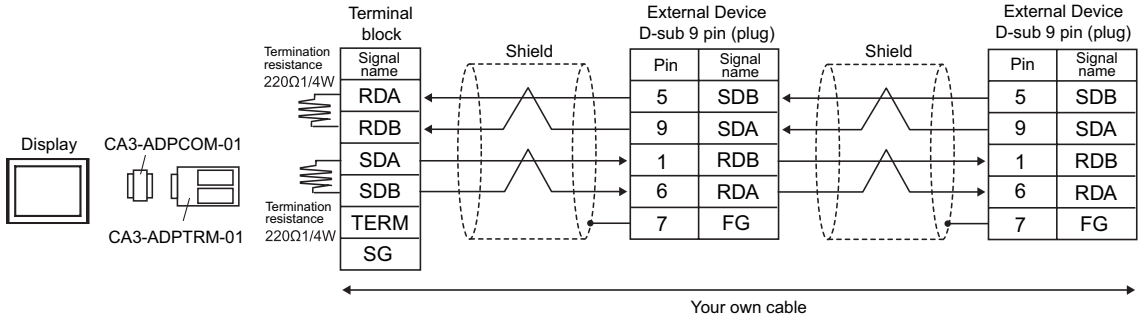 Display
CA3-ADPCOM-01
CA3-ADPTRM-01
Termination
resistance
220Ω1/4W
Termination
resistance
220Ω1/4W
Terminal
block
Signal
name
RDA
RDB
SDA
SDB
TERM
SG
Shield
External Device
D-sub 9 pin (plug)
Pin Signal
name
5 SDB
9 SDA
1 RDB
6 RDA
7 FG
Shield
External Device
D-sub 9 pin (plug)
Pin Signal
name
5 SDB
9 SDA
1 RDB
6 RDA
7 FG
Your own cable